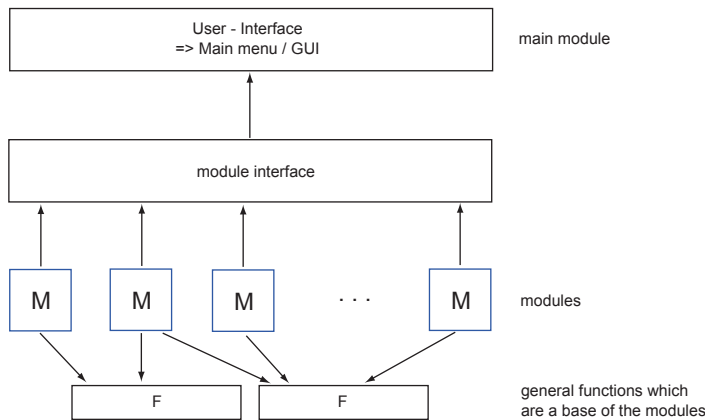 User - Interface
=> Main menu / GUI
main module
module interface
M
M
M
. . .
M
modules
F
F
general functions which
are a base of the modules